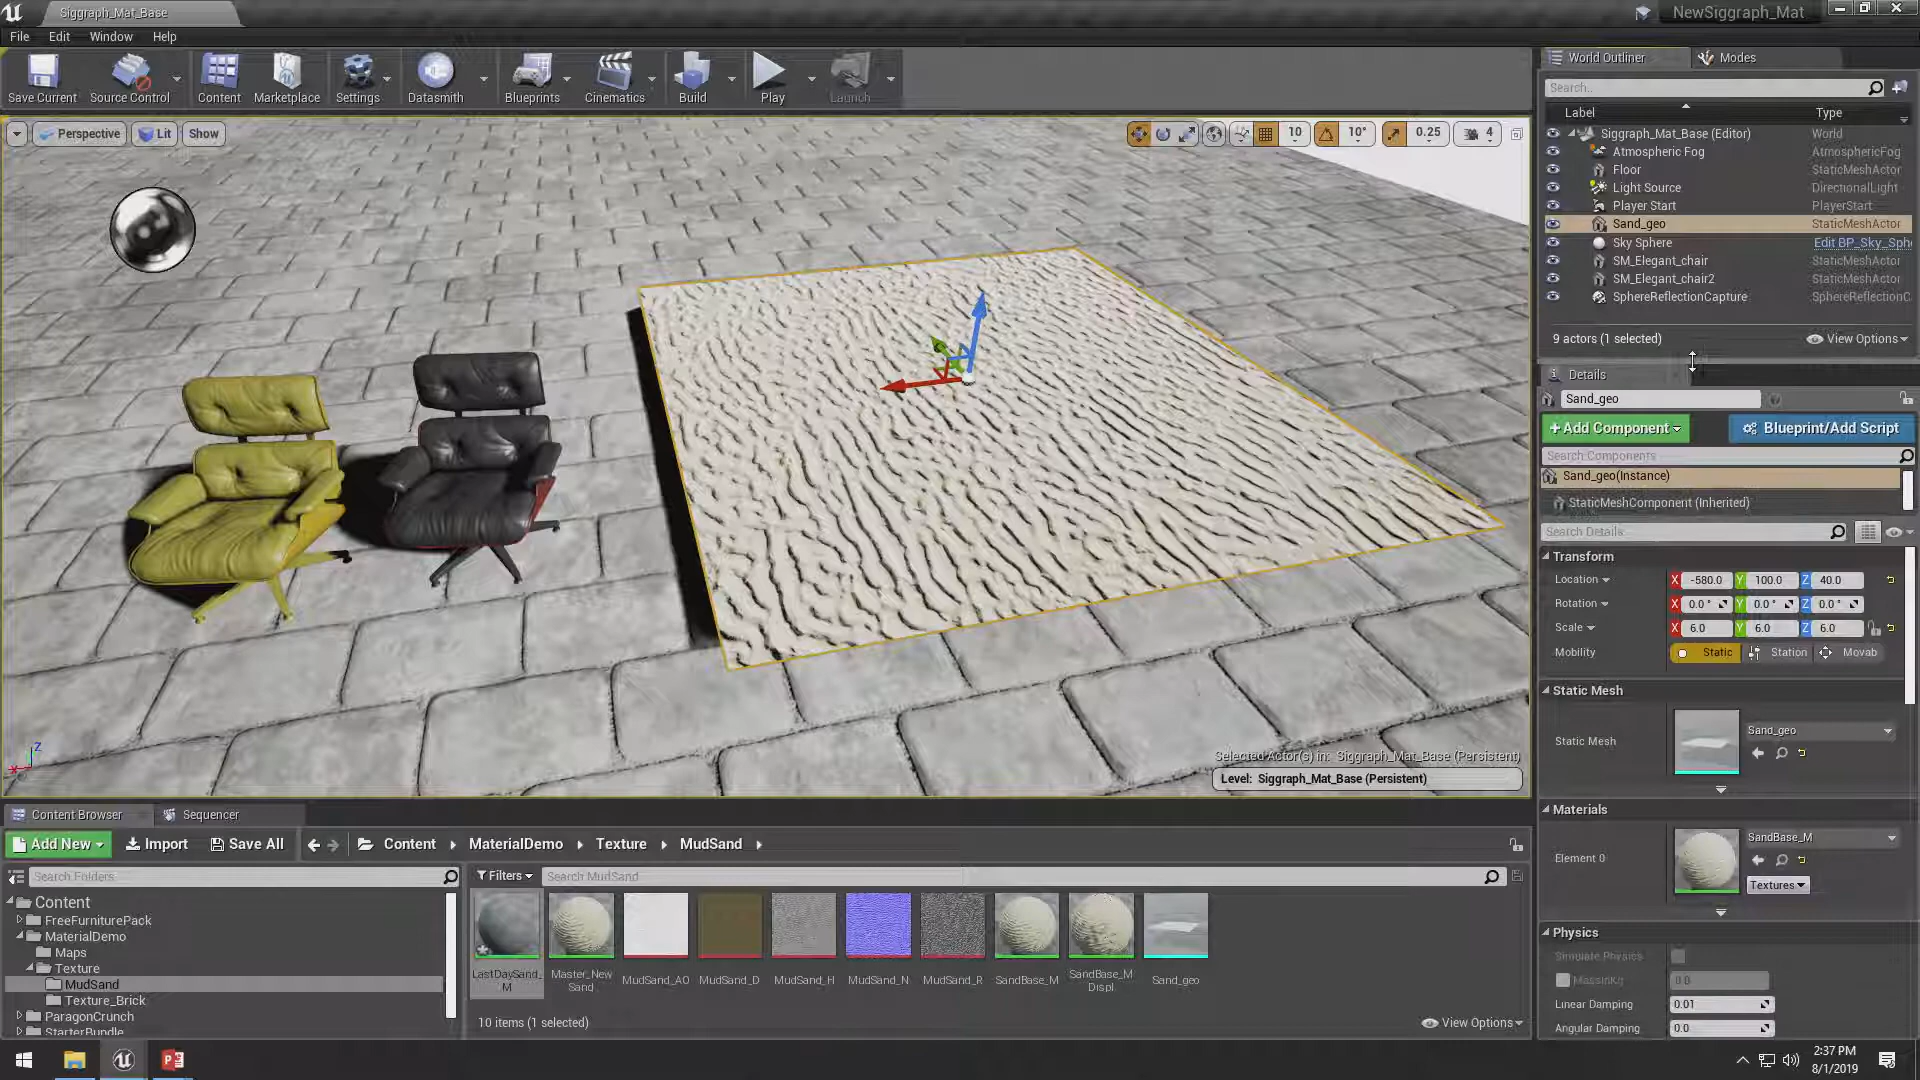 Siggraph_Mat_Base
NewSiggraph_Mat
File Edit Window Help
Save Current Source Control Content Marketplace Settings Datasmith Blueprints Cinematics Build Play Launch
Perspective Lit Show
10 10° 0.25 4
Selected Actor(s) in: Siggraph_Mat_Base (Persistent)
Level: Siggraph_Mat_Base (Persistent)
World Outliner Modes
Search..
Label Type
Siggraph_Mat_Base (Editor) World
Atmospheric Fog AtmosphericFog
Floor StaticMeshActor
Light Source DirectionalLight
Player Start PlayerStart
Sand_geo StaticMeshActor
Sky Sphere Edit BP_Sky_Sph
SM_Elegant_chair StaticMeshActor
SM_Elegant_chair2 StaticMeshActor
SphereReflectionCapture SphereReflectionC
9 actors (1 selected) View Options
Details
Sand_geo
+Add Component Blueprint/Add Script
Search Components
Sand_geo(Instance)
StaticMeshComponent (Inherited)
Search Details
Transform
Location X -580.0 Y 100.0 Z 40.0
Rotation X 0.0 ° Y 0.0 ° Z 0.0 °
Scale X 6.0 Y 6.0 Z 6.0
Mobility Static Station Movab
Static Mesh
Static Mesh Sand_geo
Materials
Element 0 SandBase_M
Textures
Physics
Simulate Physics
MassInKg 0.0
Linear Damping 0.01
Angular Damping 0.0
Content Browser Sequencer
Add New Import Save All Content MaterialDemo Texture MudSand
Search Folders
Filters Search MudSand
Content
FreeFurniturePack
MaterialDemo
Maps
Texture
MudSand
Texture_Brick
ParagonCrunch
StarterBundle
LastDaySand_
M
Master_New
Sand
MudSand_AO
MudSand_D
MudSand_H
MudSand_N
MudSand_R
SandBase_M
SandBase_M
Displ
Sand_geo
10 items (1 selected) View Options
2:37 PM
8/1/2019